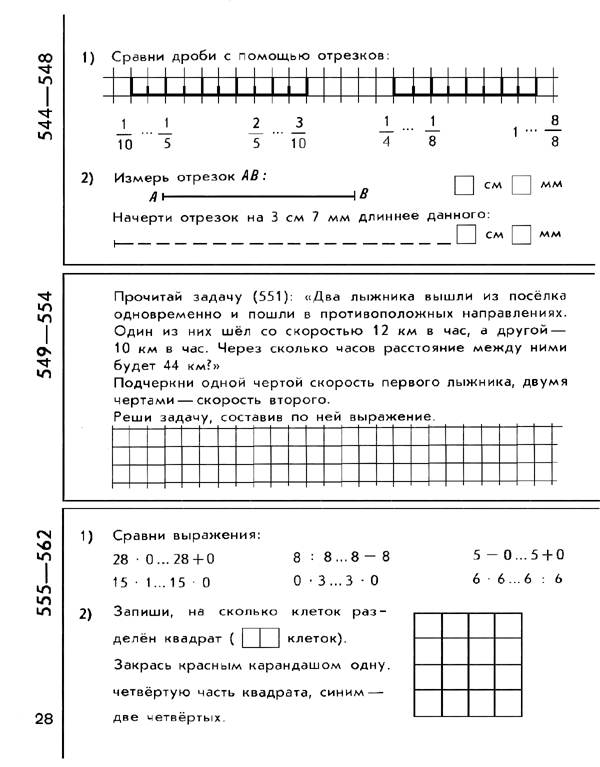 544—548
1) Сравни дроби с помощью отрезков:
1/10 ... 1/5   2/5 ... 3/10   1/4 ... 1/8   1 ... 8/8
2) Измерь отрезок AB: □ см □ мм
A B
Начерти отрезок на 3 см 7 мм длиннее данного:
□ см □ мм
549—554
Прочитай задачу (551): «Два лыжника вышли из посёлка
одновременно и пошли в противоположных направлениях.
Один из них шёл со скоростью 12 км в час, а другой —
10 км в час. Через сколько часов расстояние между ними
будет 44 км?»
Подчеркни одной чертой скорость первого лыжника, двумя
чертами — скорость второго.
Реши задачу, составив по ней выражение.
555—562
1) Сравни выражения:
28 · 0 ... 28 + 0   8 : 8 ... 8 − 8   5 − 0 ... 5 + 0
15 · 1 ... 15 · 0   0 · 3 ... 3 · 0   6 · 6 ... 6 : 6
2) Запиши, на сколько клеток раз-
делён квадрат ( □□ клеток).
Закрась красным карандашом одну.
четвёртую часть квадрата, синим —
две четвёртых.
28